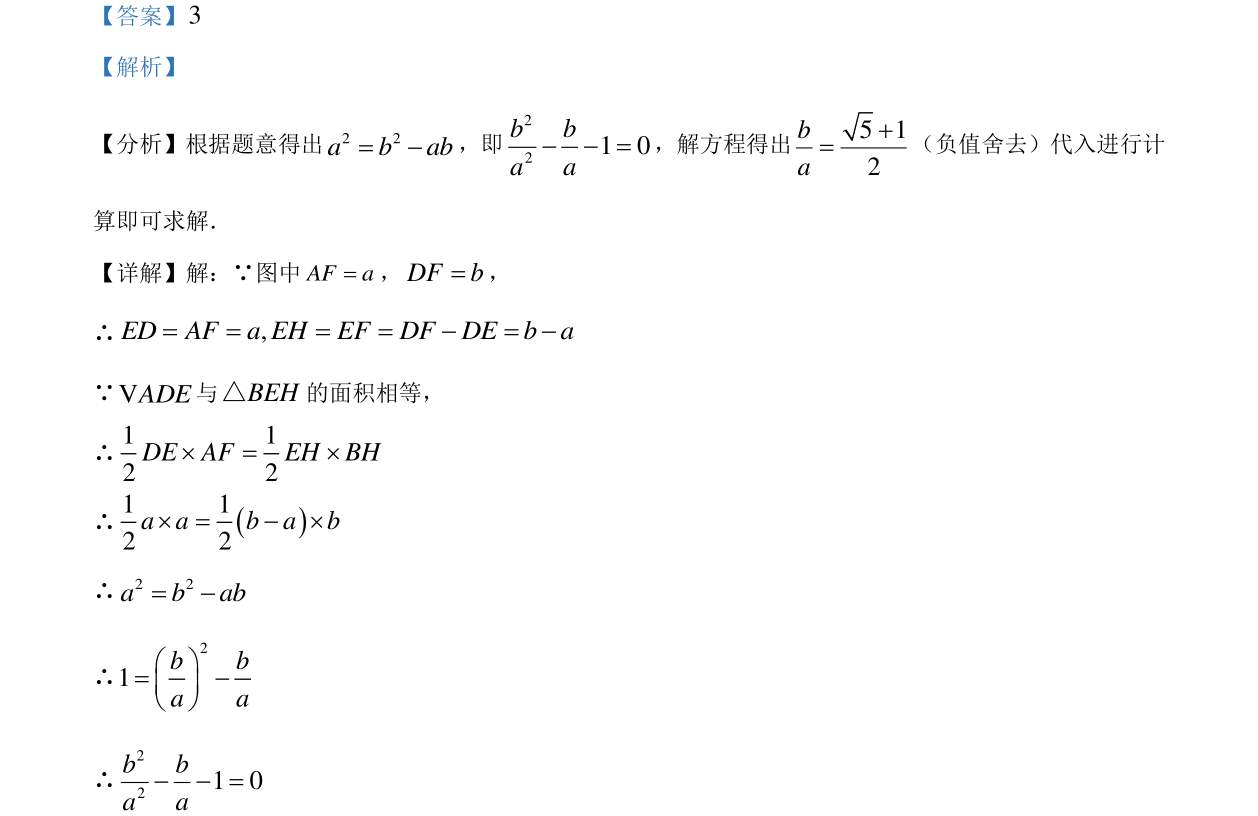 【答案】3
【解析】
【分析】根据题意得出 a² = b² − ab，即 b²/a² − b/a − 1 = 0，解方程得出 b/a = (√5 + 1)/2（负值舍去）代入进行计
算即可求解．
【详解】解：∵图中 AF = a，DF = b，
∴ ED = AF = a, EH = EF = DF − DE = b − a
∵ VADE 与 △BEH 的面积相等，
∴ 1/2 DE × AF = 1/2 EH × BH
∴ 1/2 a × a = 1/2 (b − a) × b
∴ a² = b² − ab
∴ 1 = (b/a)² − b/a
∴ b²/a² − b/a − 1 = 0